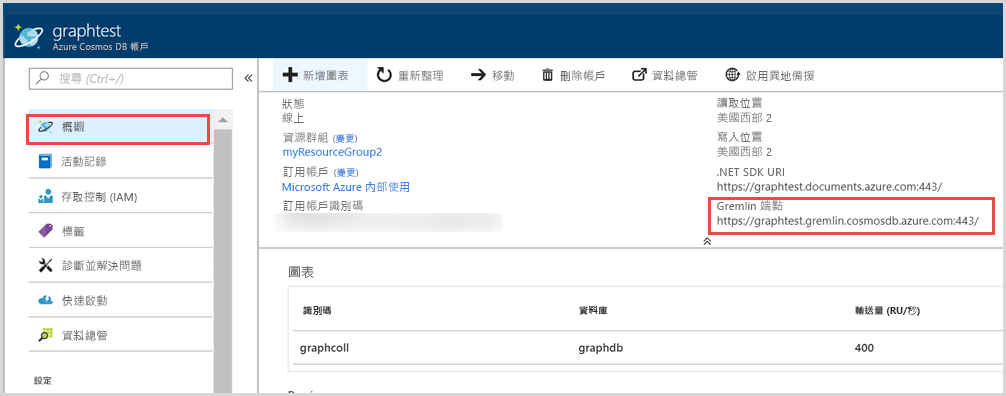 graphtest
Azure Cosmos DB 帳戶
搜尋 (Ctrl+/)
概觀
活動記錄
存取控制 (IAM)
標籤
診斷並解決問題
快速啟動
資料總管
設定
新增圖表 重新整理 移動 刪除帳戶 資料總管 啟用異地備援
狀態
線上
資源群組 (變更)
myResourceGroup2
訂用帳戶 (變更)
Microsoft Azure 內部使用
訂用帳戶識別碼
讀取位置
美國西部 2
寫入位置
美國西部 2
.NET SDK URI
https://graphtest.documents.azure.com:443/
Gremlin 端點
https://graphtest.gremlin.cosmosdb.azure.com:443/
圖表
識別碼 資料庫 輸送量 (RU/秒)
graphcoll graphdb 400